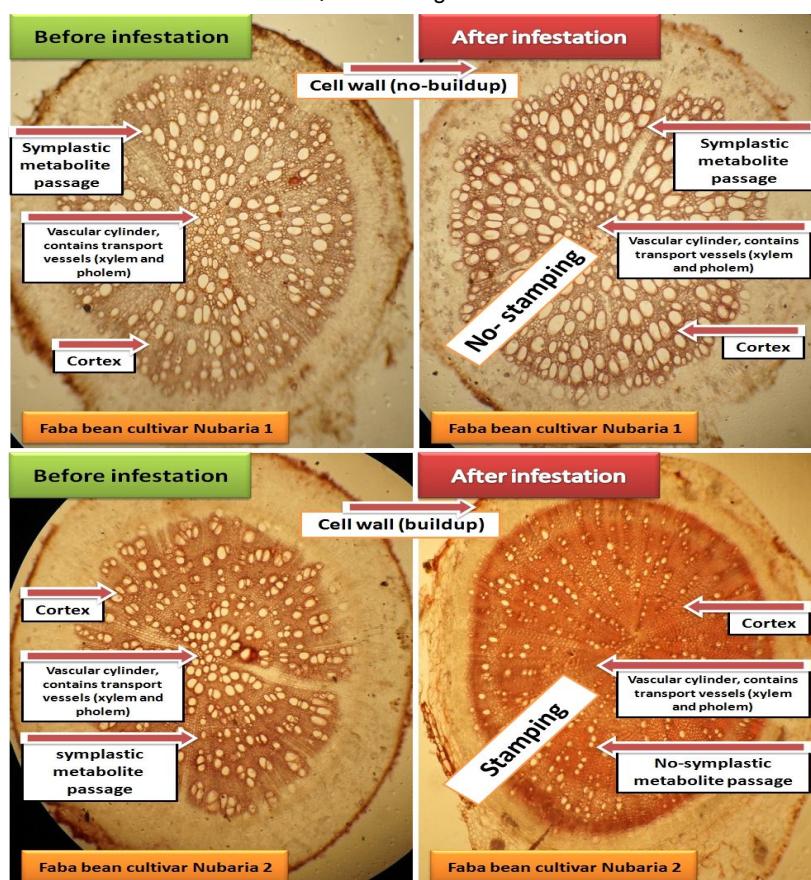 Before infestation
After infestation
Cell wall (no-buildup)
Symplastic
metabolite
passage
Symplastic
metabolite
passage
Vascular cylinder,
contains transport
vessels (xylem and
pholem)
Vascular cylinder, contains
transport vessels (xylem
and pholem)
No- stamping
Cortex
Cortex
Faba bean cultivar Nubaria 1
Faba bean cultivar Nubaria 1
Before infestation
After infestation
Cell wall (buildup)
Cortex
Cortex
Vascular cylinder,
contains transport
vessels (xylem and
pholem)
Vascular cylinder, contains
transport vessels (xylem
and pholem)
Stamping
symplastic
metabolite
passage
No-symplastic
metabolite passage
Faba bean cultivar Nubaria 2
Faba bean cultivar Nubaria 2